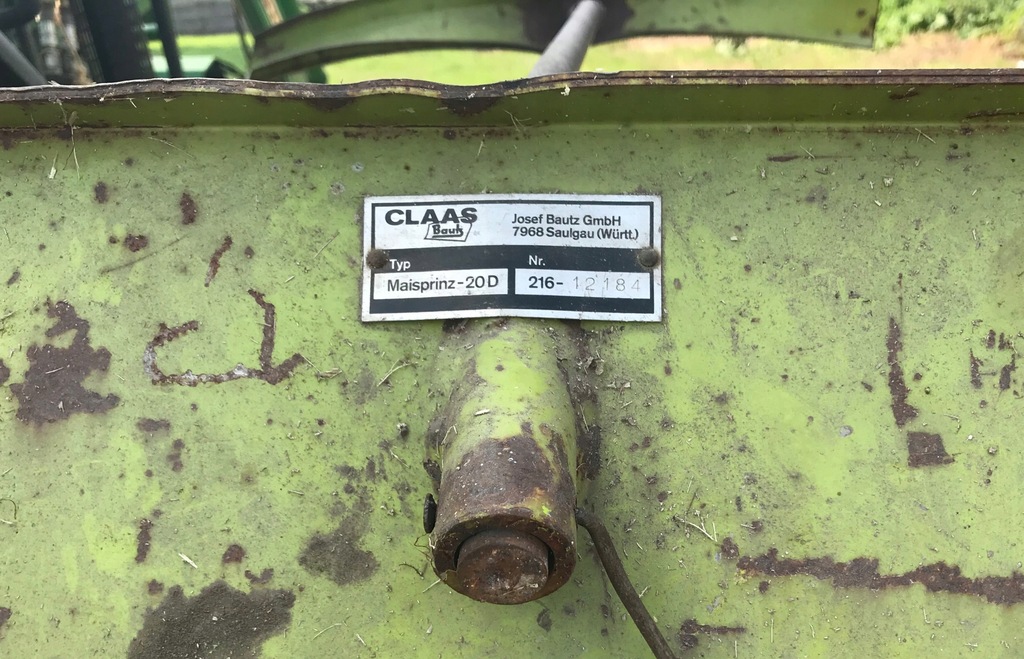 CLAAS
Bautz
Josef Bautz GmbH
7968 Saulgau (Württ.)
Typ
Nr.
Maisprinz-20D
216-12184